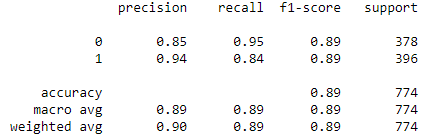 precision recall f1-score support
0 0.85 0.95 0.89 378
1 0.94 0.84 0.89 396
accuracy 0.89 774
macro avg 0.89 0.89 0.89 774
weighted avg 0.90 0.89 0.89 774